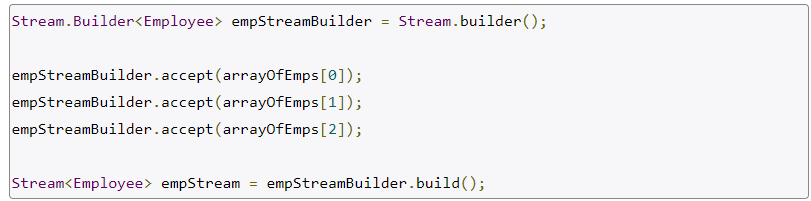 Stream.Builder<Employee> empStreamBuilder = Stream.builder();
empStreamBuilder.accept(arrayOfEmps[0]);
empStreamBuilder.accept(arrayOfEmps[1]);
empStreamBuilder.accept(arrayOfEmps[2]);
Stream<Employee> empStream = empStreamBuilder.build();